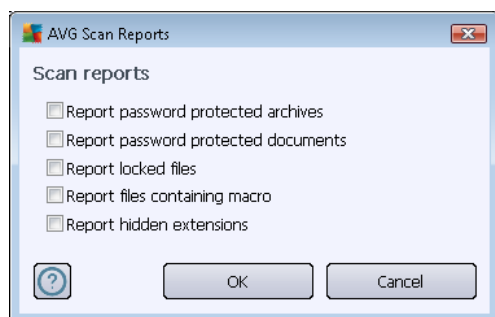 AVG Scan Reports
Scan reports
Report password protected archives
Report password protected documents
Report locked files
Report files containing macro
Report hidden extensions
?
OK
Cancel